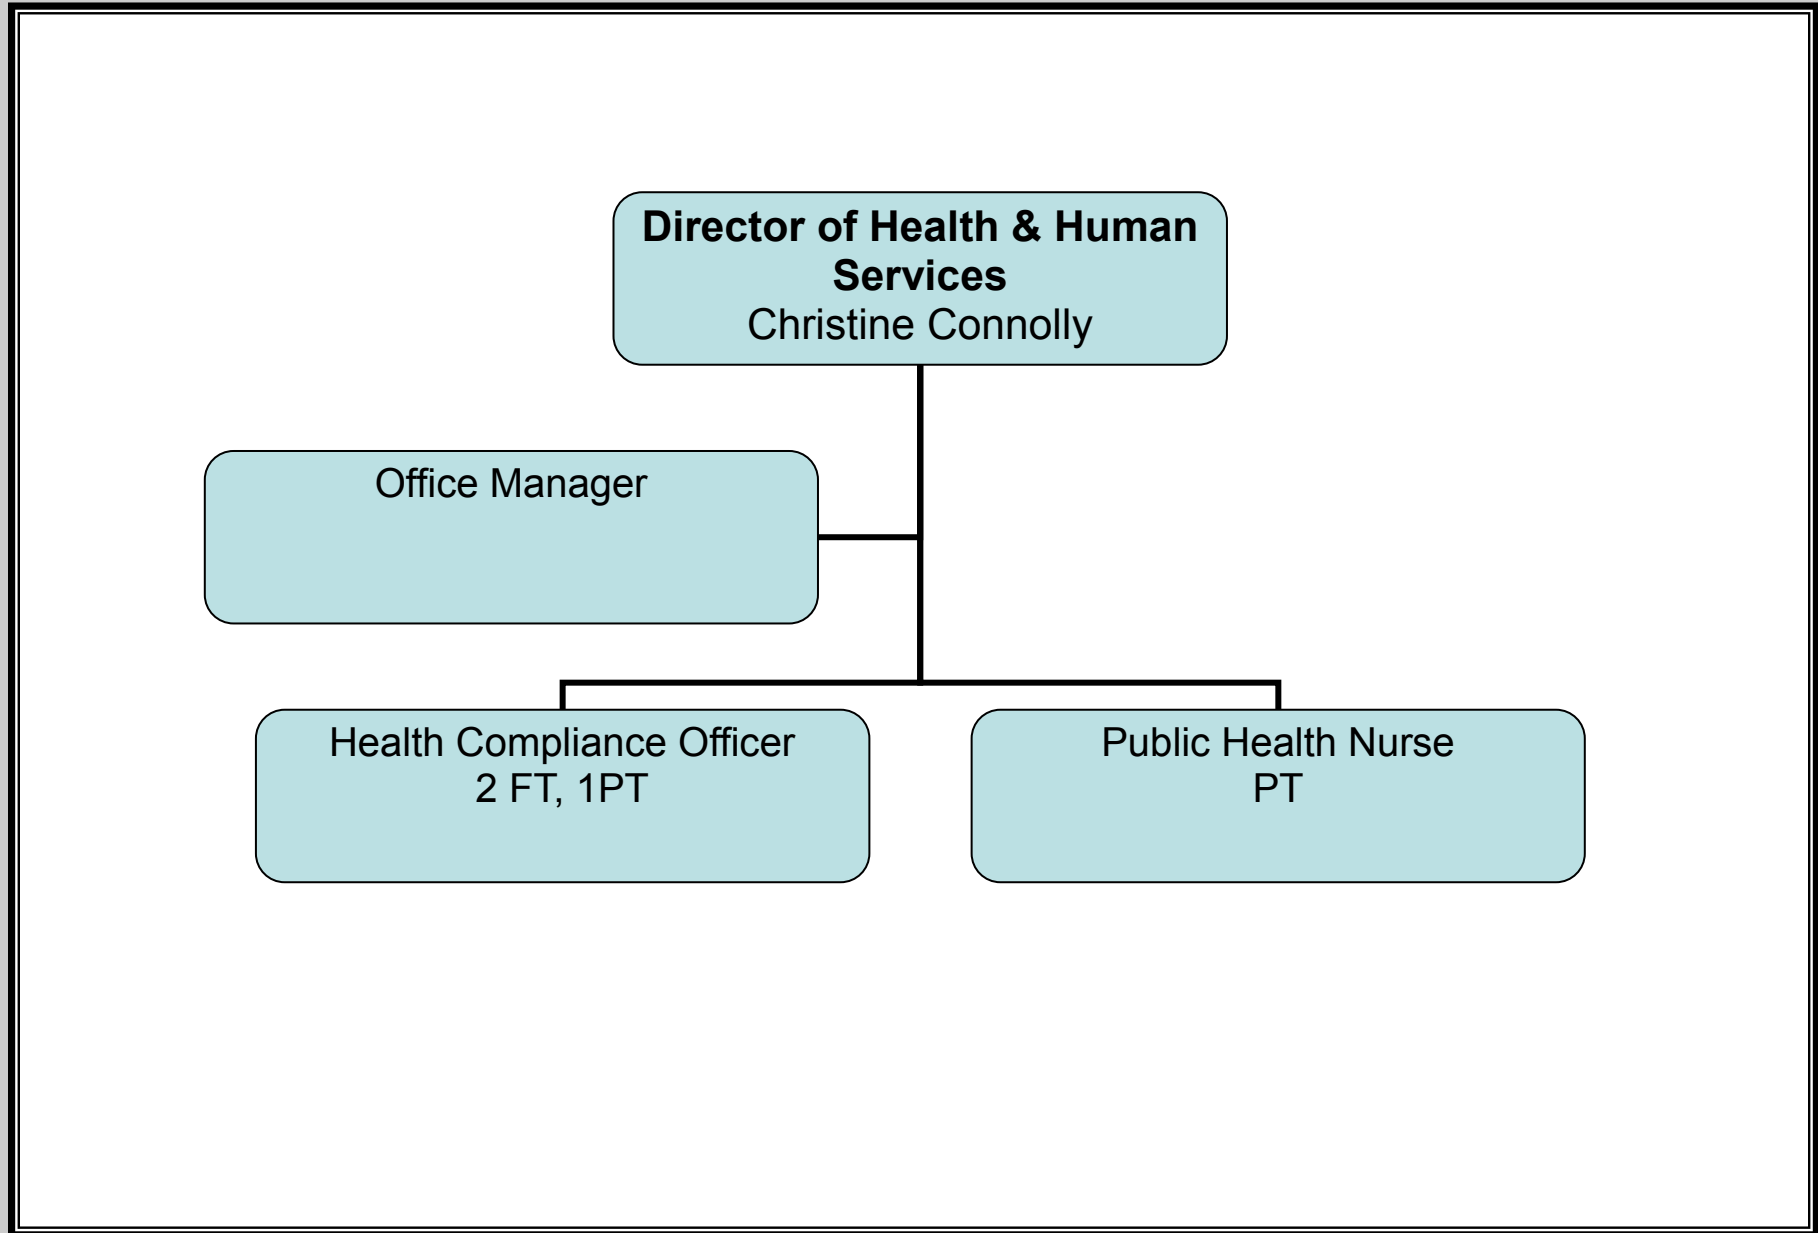 Director of Health & Human
Services
Christine Connolly
Office Manager
Health Compliance Officer
2 FT, 1PT
Public Health Nurse
PT